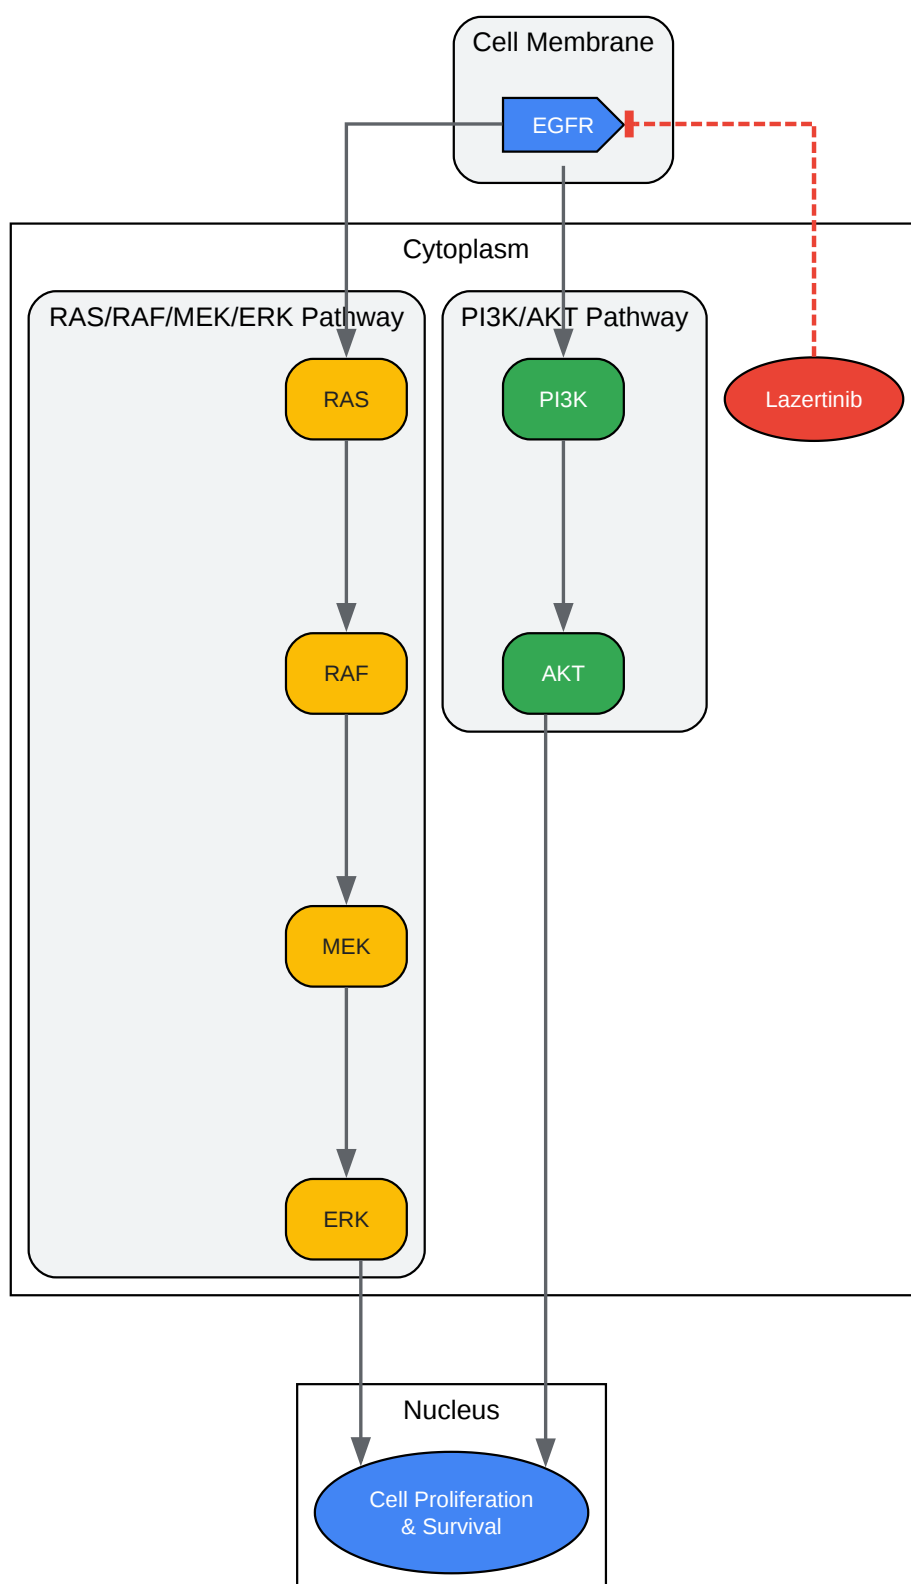 Cell Membrane
EGFR
Cytoplasm
RAS/RAF/MEK/ERK Pathway
PI3K/AKT Pathway
RAS
PI3K
Lazertinib
RAF
AKT
MEK
ERK
Nucleus
Cell Proliferation
& Survival